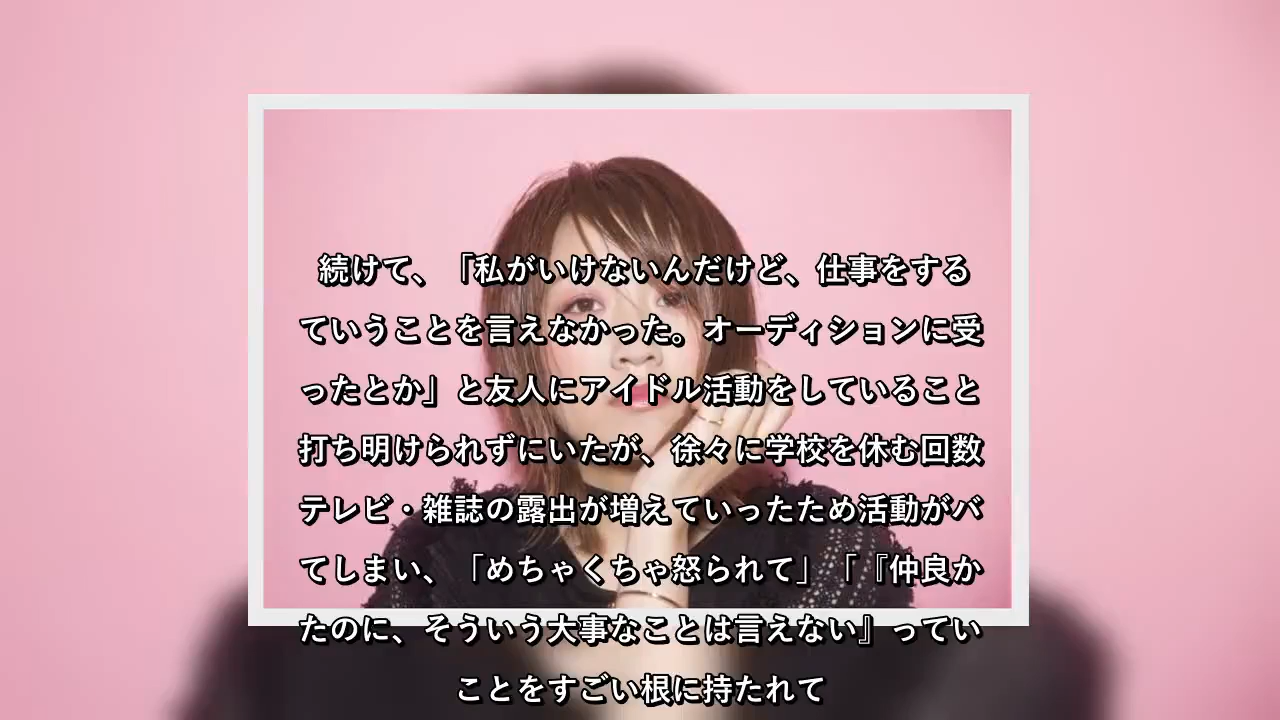 続けて、「私がいけないんだけど、仕事をする
ていうことを言えなかった。オーディションに受
ったとか」と友人にアイドル活動をしていること
打ち明けられずにいたが、徐々に学校を休む回数
テレビ・雑誌の露出が増えていったため活動がバ
てしまい、「めちゃくちゃ怒られて」「『仲良か
たのに、そういう大事なことは言えない』ってい
ことをすごい根に持たれて